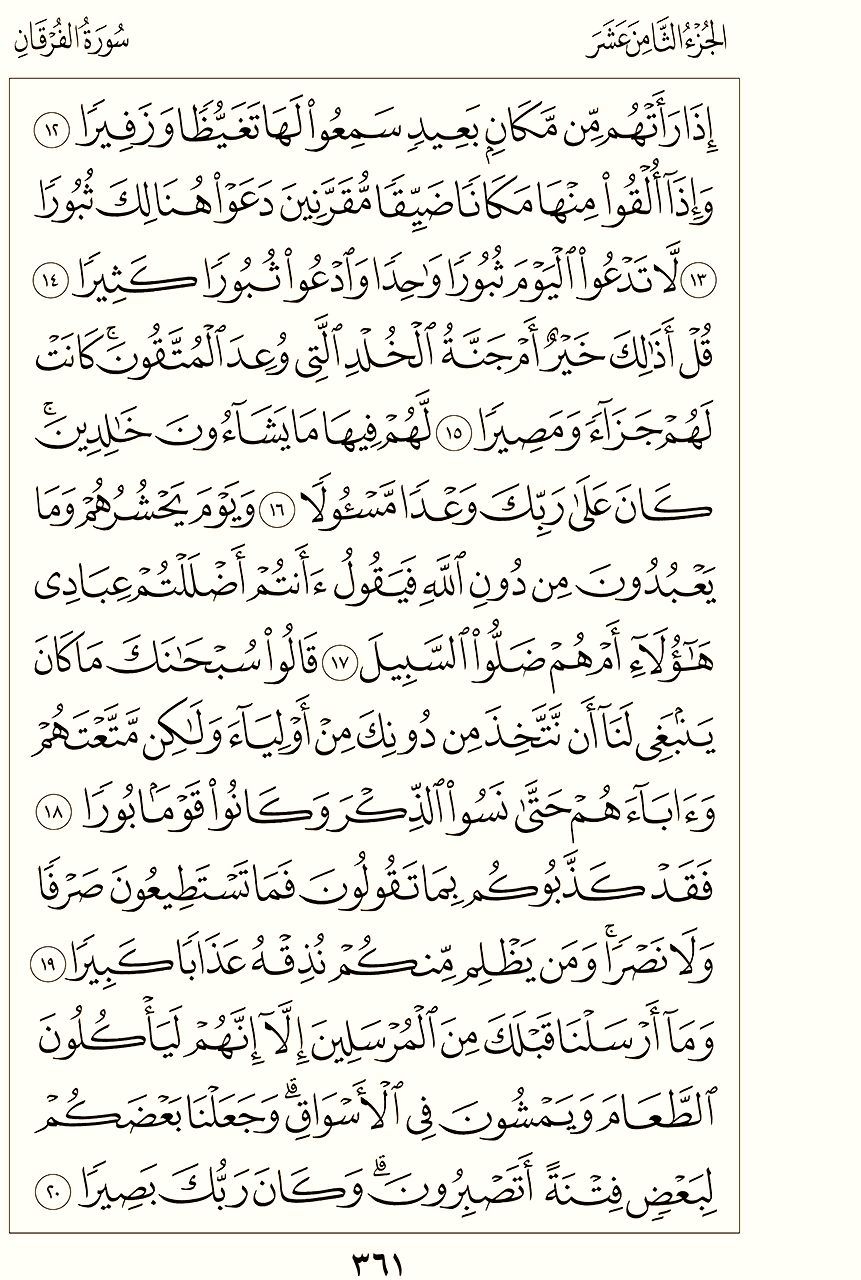 الجُزْءُ الثَّامِنَ عَشَرَ
سُورَةُ الفُرْقَانِ
إِذَا رَأَتْهُم مِّن مَّكَانٍۭ بَعِيدٍ سَمِعُوا۟ لَهَا تَغَيُّظًا وَزَفِيرًا ١٢
وَإِذَآ أُلْقُوا۟ مِنْهَا مَكَانًا ضَيِّقًا مُّقَرَّنِينَ دَعَوْا۟ هُنَالِكَ ثُبُورًا
١٣ لَّا تَدْعُوا۟ ٱلْيَوْمَ ثُبُورًا وَٰحِدًا وَٱدْعُوا۟ ثُبُورًا كَثِيرًا ١٤
قُلْ أَذَٰلِكَ خَيْرٌ أَمْ جَنَّةُ ٱلْخُلْدِ ٱلَّتِى وُعِدَ ٱلْمُتَّقُونَ ۚ كَانَتْ
لَهُمْ جَزَآءً وَمَصِيرًا ١٥ لَّهُمْ فِيهَا مَا يَشَآءُونَ خَٰلِدِينَ ۚ
كَانَ عَلَىٰ رَبِّكَ وَعْدًا مَّسْـُٔولًا ١٦ وَيَوْمَ يَحْشُرُهُمْ وَمَا
يَعْبُدُونَ مِن دُونِ ٱللَّهِ فَيَقُولُ ءَأَنتُمْ أَضْلَلْتُمْ عِبَادِى
هَٰٓؤُلَآءِ أَمْ هُمْ ضَلُّوا۟ ٱلسَّبِيلَ ١٧ قَالُوا۟ سُبْحَٰنَكَ مَا كَانَ
يَنۢبَغِى لَنَآ أَن نَّتَّخِذَ مِن دُونِكَ مِنْ أَوْلِيَآءَ وَلَٰكِن مَّتَّعْتَهُمْ
وَءَابَآءَهُمْ حَتَّىٰ نَسُوا۟ ٱلذِّكْرَ وَكَانُوا۟ قَوْمًۢا بُورًا ١٨
فَقَدْ كَذَّبُوكُم بِمَا تَقُولُونَ فَمَا تَسْتَطِيعُونَ صَرْفًا
وَلَا نَصْرًا ۚ وَمَن يَظْلِم مِّنكُمْ نُذِقْهُ عَذَابًا كَبِيرًا ١٩
وَمَآ أَرْسَلْنَا قَبْلَكَ مِنَ ٱلْمُرْسَلِينَ إِلَّآ إِنَّهُمْ لَيَأْكُلُونَ
ٱلطَّعَامَ وَيَمْشُونَ فِى ٱلْأَسْوَاقِ ۗ وَجَعَلْنَا بَعْضَكُمْ
لِبَعْضٍ فِتْنَةً أَتَصْبِرُونَ ۗ وَكَانَ رَبُّكَ بَصِيرًا ٢٠
٣٦١